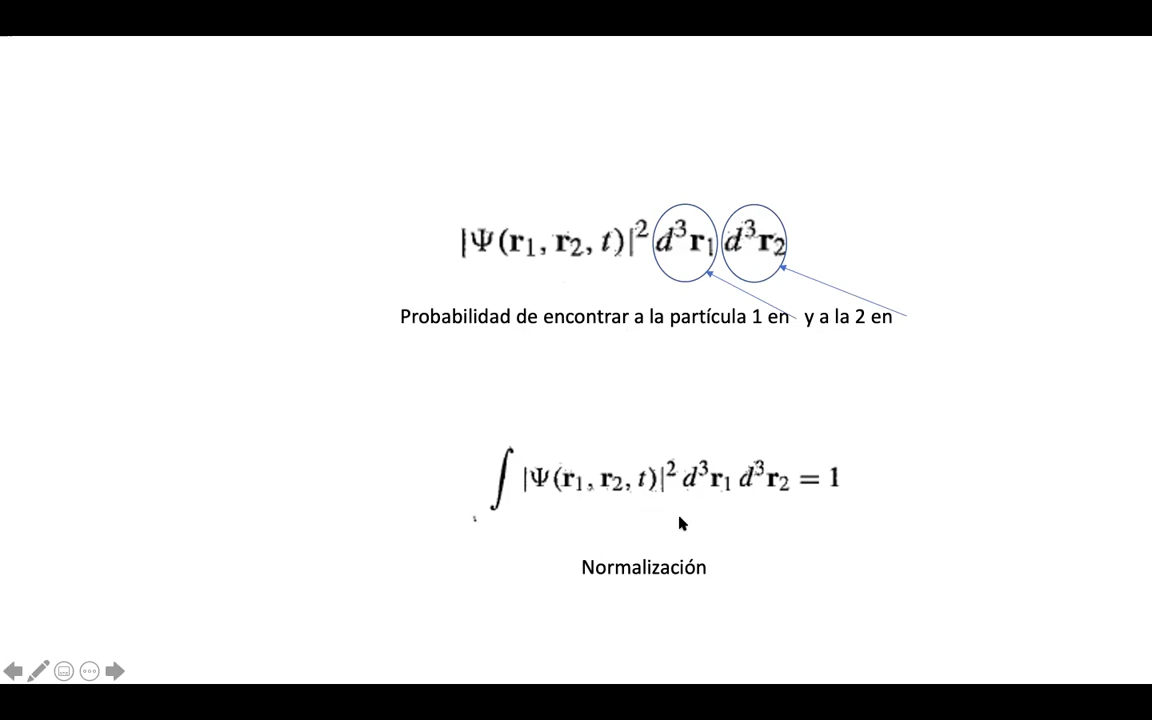 |Ψ(r₁, r₂, t)|² d³r₁ d³r₂
Probabilidad de encontrar a la partícula 1 en y a la 2 en
∫ |Ψ(r₁, r₂, t)|² d³r₁ d³r₂ = 1
Normalización